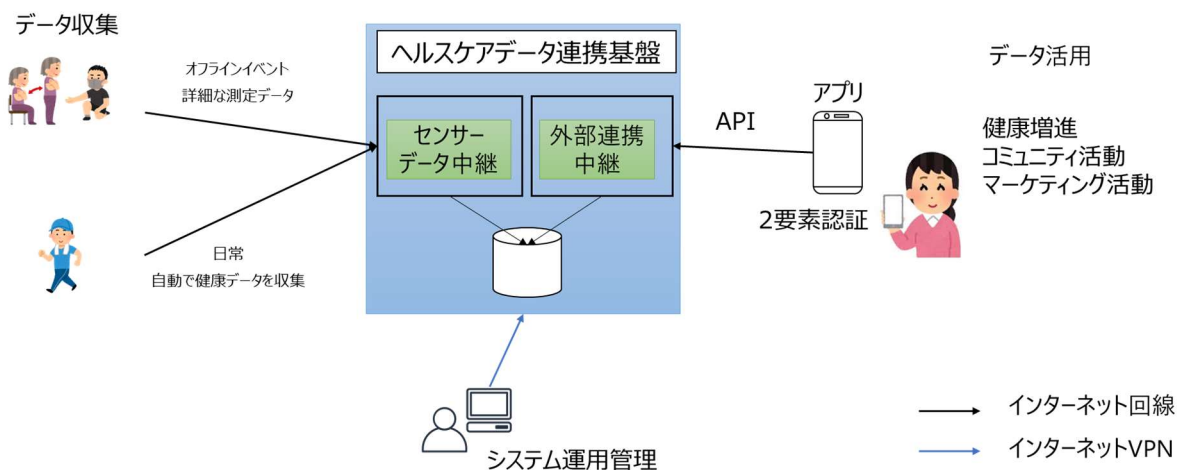 データ収集
オフラインイベント
詳細な測定データ
日常
自動で健康データを収集
ヘルスケアデータ連携基盤
センサー
データ中継
外部連携
中継
API
アプリ
2要素認証
データ活用
健康増進
コミュニティ活動
マーケティング活動
システム運用管理
インターネット回線
インターネットVPN